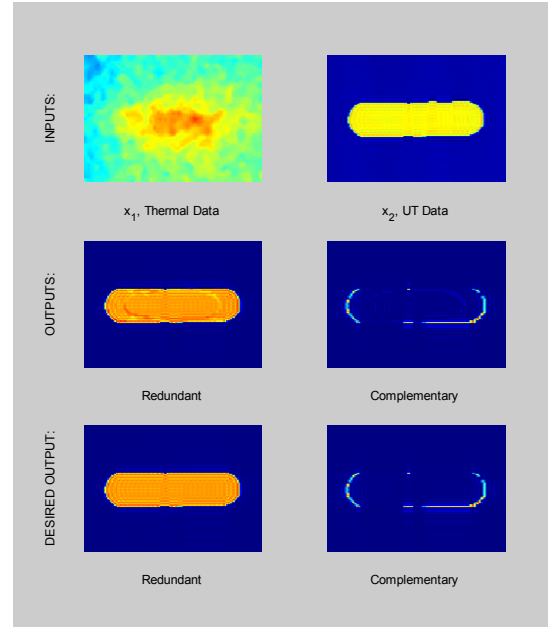 INPUTS:
x1, Thermal Data
x2, UT Data
OUTPUTS:
Redundant
Complementary
DESIRED OUTPUT:
Redundant
Complementary